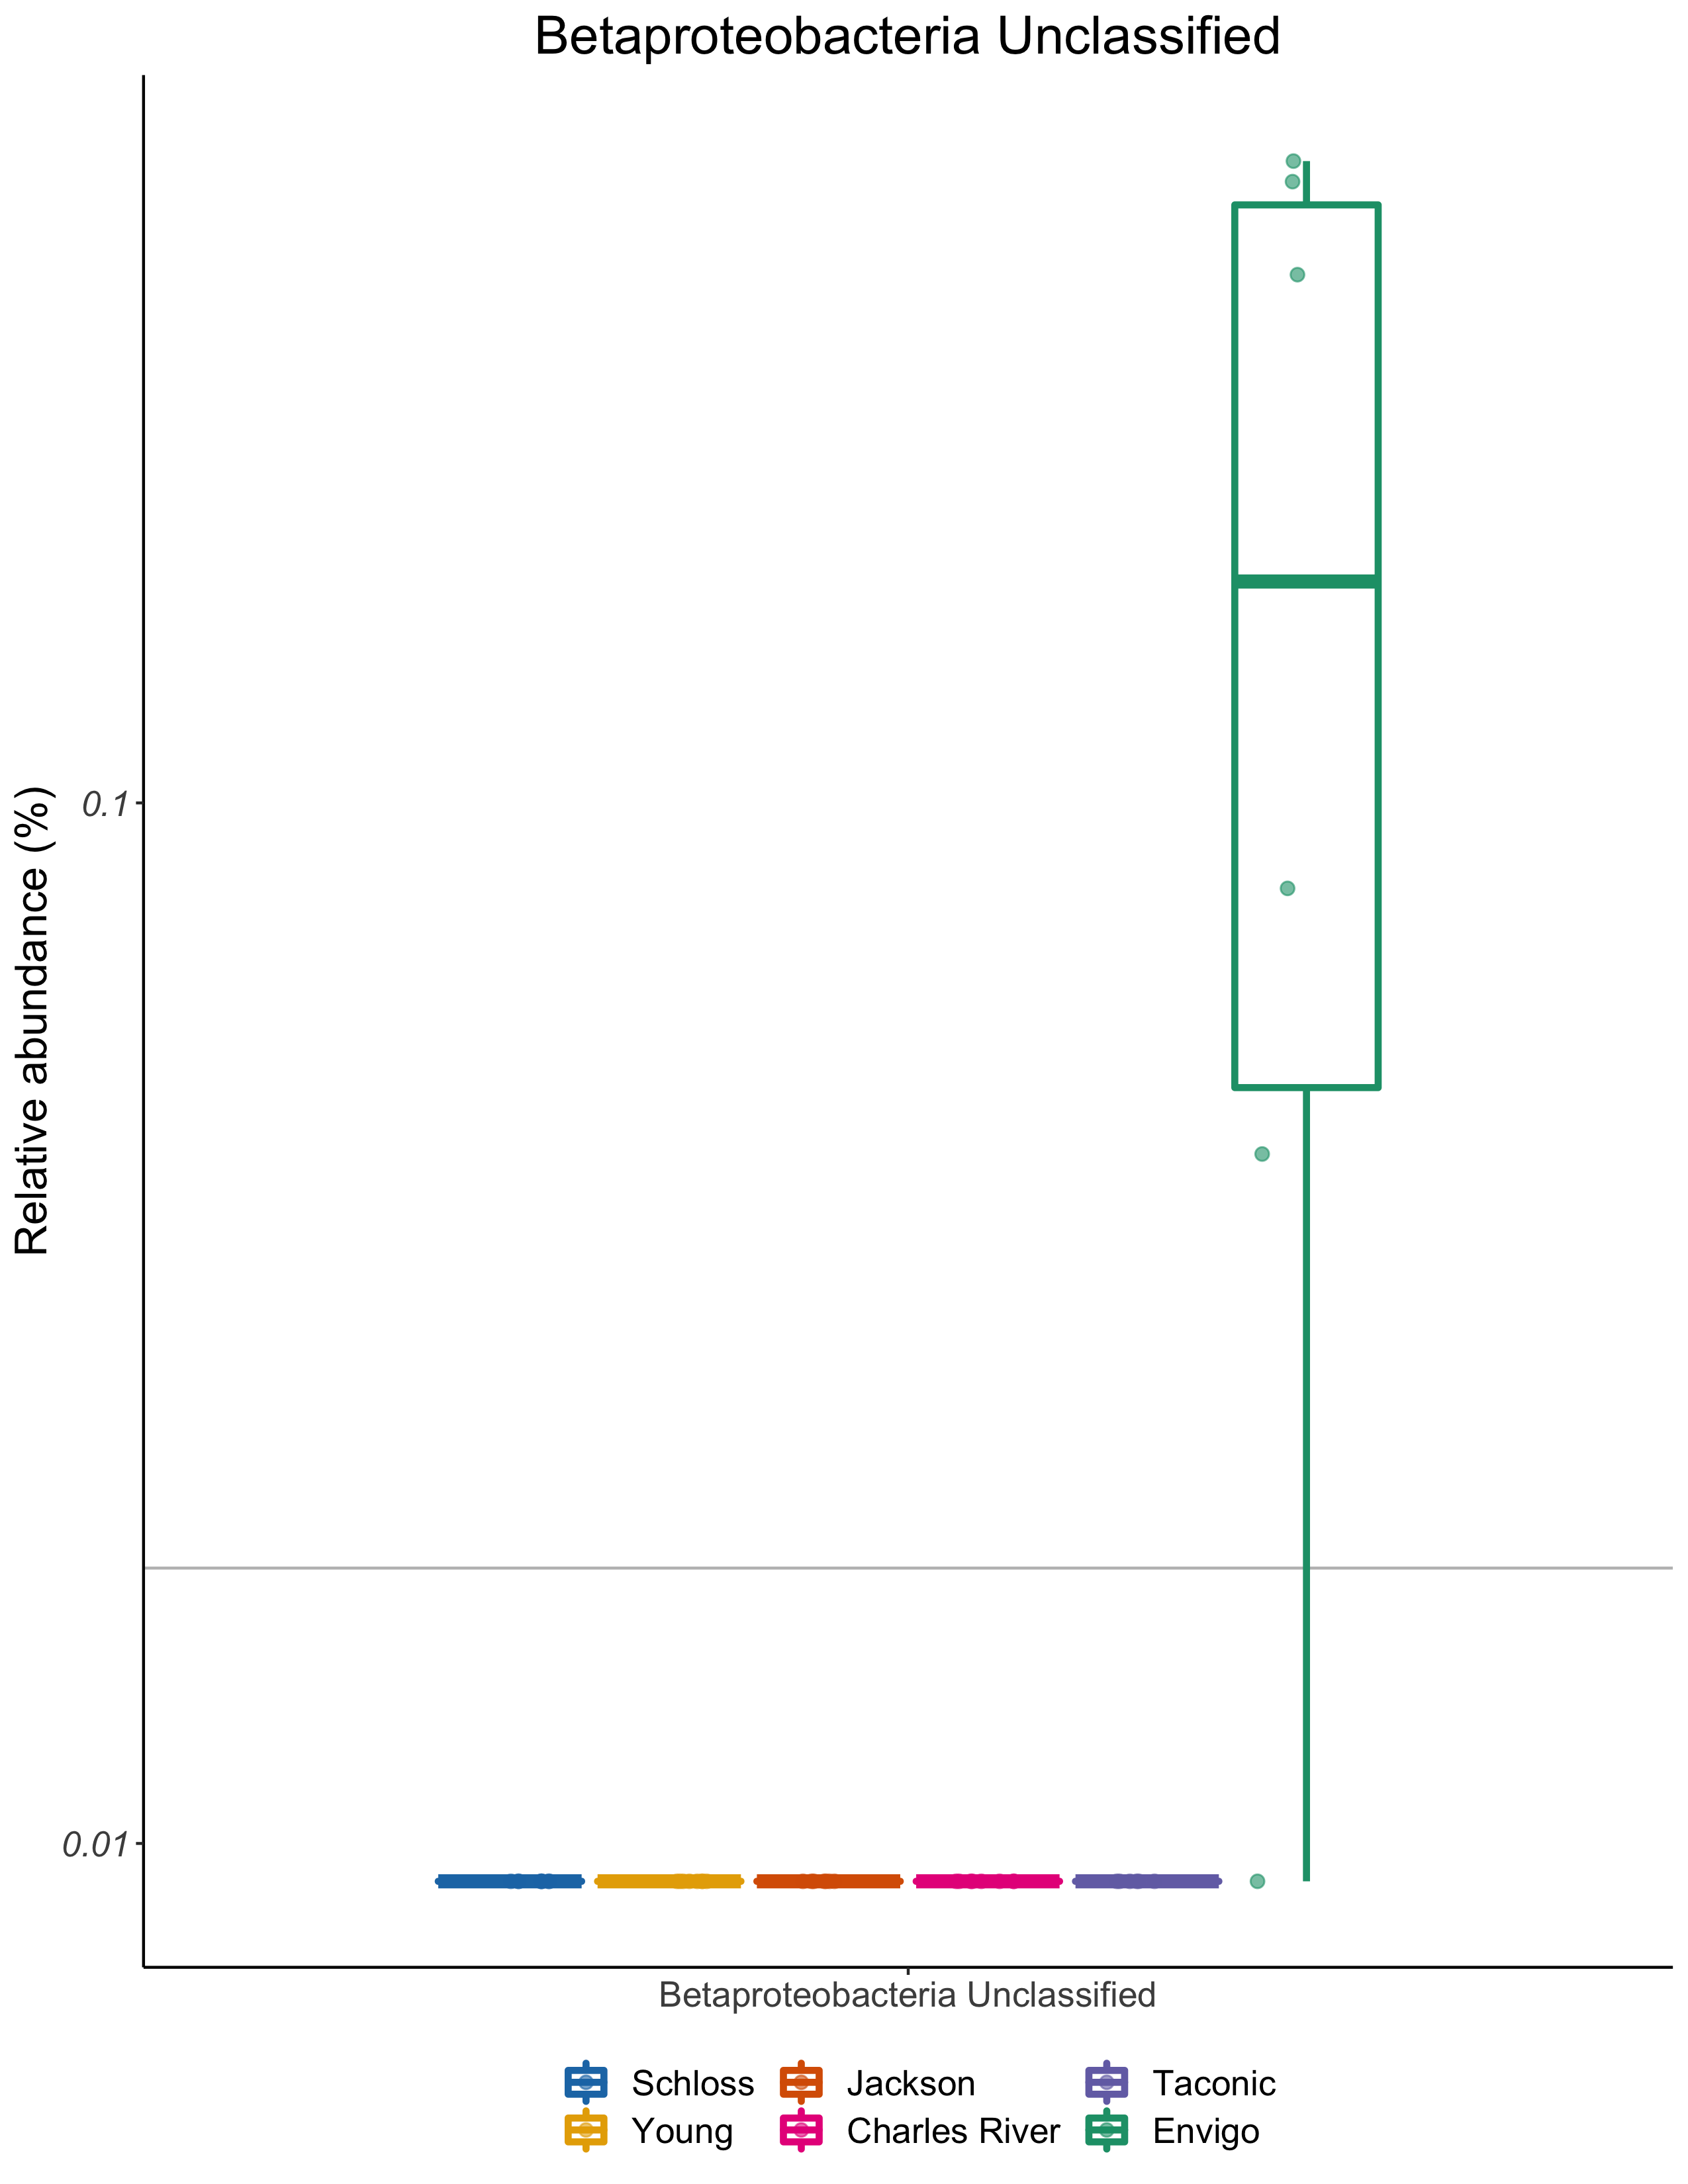 Betaproteobacteria Unclassified
Relative abundance (%)
0.1
0.01
Betaproteobacteria Unclassified
Schloss Jackson Taconic
Young Charles River Envigo